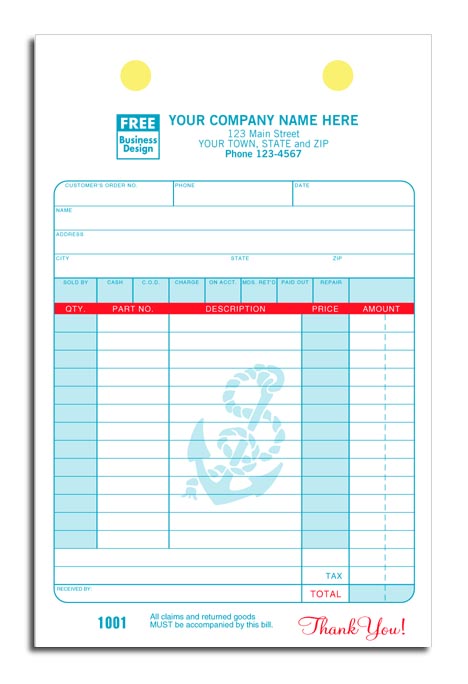 FREE
Business
Design
YOUR COMPANY NAME HERE
123 Main Street
YOUR TOWN, STATE and ZIP
Phone 123-4567
CUSTOMER'S ORDER NO. PHONE DATE
NAME
ADDRESS
CITY STATE ZIP
SOLD BY CASH C.O.D. CHARGE ON ACCT. MDS. RET'D PAID OUT REPAIR
QTY. PART NO. DESCRIPTION PRICE AMOUNT
TAX
RECEIVED BY: TOTAL
1001
All claims and returned goods
MUST be accompanied by this bill.
Thank You!